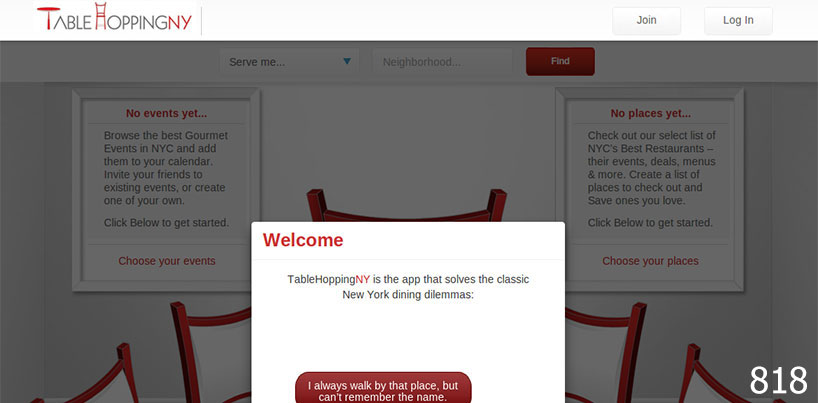 TABLEHOPPINGNY
Join
Log In
Serve me...
Neighborhood...
Find
No events yet...
Browse the best Gourmet
Events in NYC and add
them to your calendar.
Invite your friends to
existing events, or create
one of your own.
Click Below to get started.
Choose your events
No places yet...
Check out our select list of
NYC's Best Restaurants –
their events, deals, menus
& more. Create a list of
places to check out and
Save ones you love.
Click Below to get started.
Choose your places
Welcome
TableHoppingNY is the app that solves the classic
New York dining dilemmas:
I always walk by that place, but
can't remember the name.
818